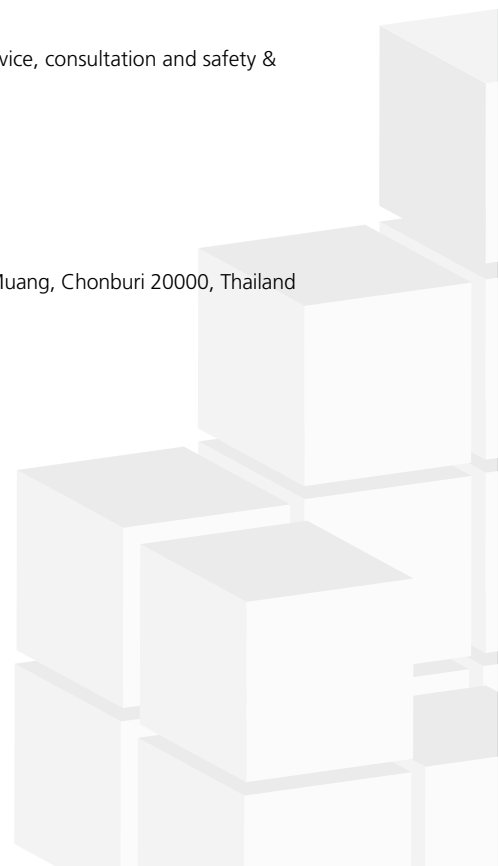 vice, consultation and safety &
Muang, Chonburi 20000, Thailand